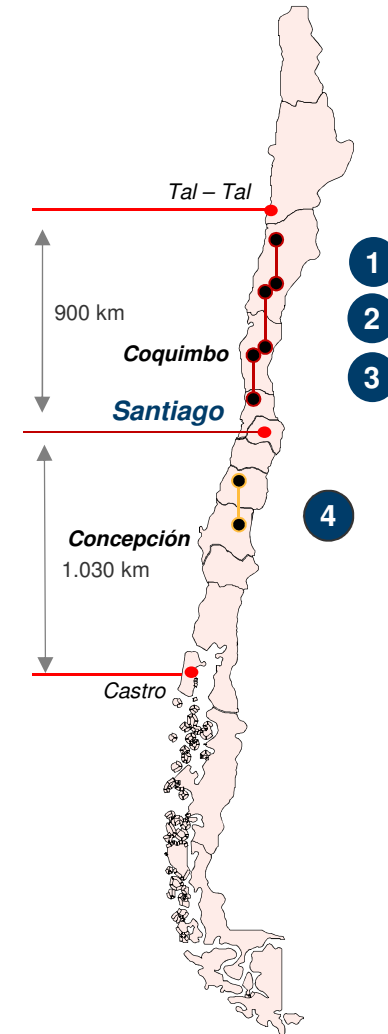 Tal – Tal
1
900 km
2
Coquimbo
3
Santiago
4
Concepción
1.030 km
Castro